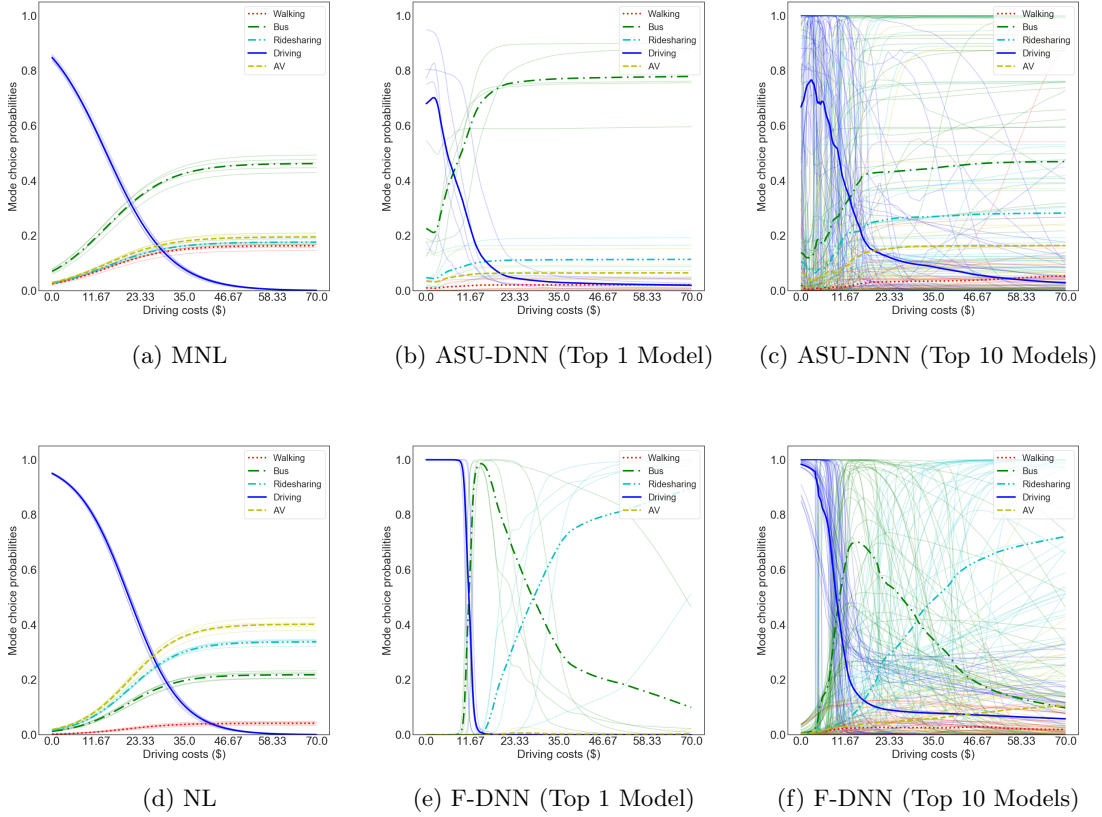 Mode choice probabilities
1.0
0.8
0.6
0.4
0.2
0.0
Walking
Bus
Ridesharing
Driving
AV
0.0 11.67 23.33 35.0 46.67 58.33 70.0
Driving costs ($)
(a) MNL
Mode choice probabilities
1.0
0.8
0.6
0.4
0.2
0.0
Walking
Bus
Ridesharing
Driving
AV
0.0 11.67 23.33 35.0 46.67 58.33 70.0
Driving costs ($)
(b) ASU-DNN (Top 1 Model)
Mode choice probabilities
1.0
0.8
0.6
0.4
0.2
0.0
Walking
Bus
Ridesharing
Driving
AV
0.0 11.67 23.33 35.0 46.67 58.33 70.0
Driving costs ($)
(c) ASU-DNN (Top 10 Models)
Mode choice probabilities
1.0
0.8
0.6
0.4
0.2
0.0
Walking
Bus
Ridesharing
Driving
AV
0.0 11.67 23.33 35.0 46.67 58.33 70.0
Driving costs ($)
(d) NL
Mode choice probabilities
1.0
0.8
0.6
0.4
0.2
0.0
Walking
Bus
Ridesharing
Driving
AV
0.0 11.67 23.33 35.0 46.67 58.33 70.0
Driving costs ($)
(e) F-DNN (Top 1 Model)
Mode choice probabilities
1.0
0.8
0.6
0.4
0.2
0.0
Walking
Bus
Ridesharing
Driving
AV
0.0 11.67 23.33 35.0 46.67 58.33 70.0
Driving costs ($)
(f) F-DNN (Top 10 Models)